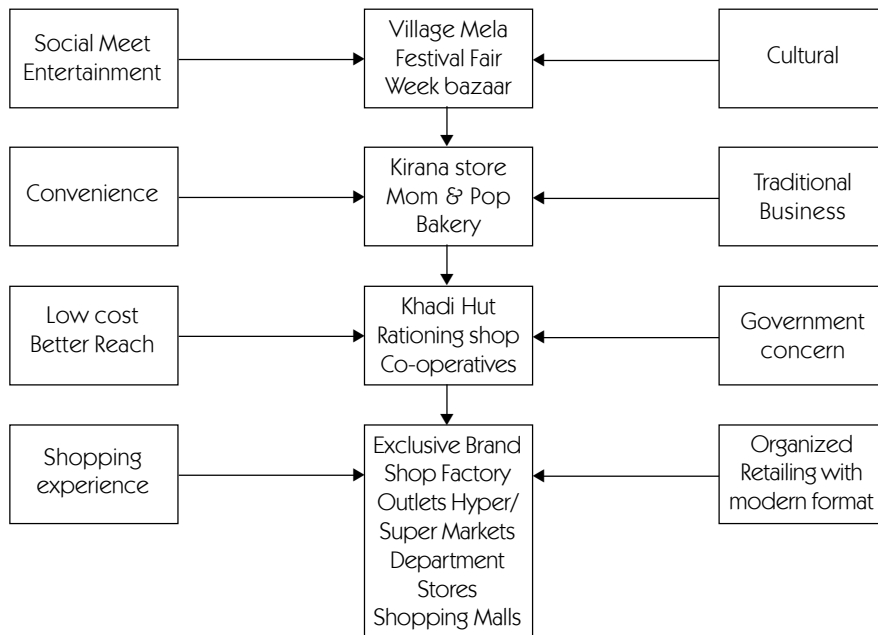 Social Meet
Entertainment
Village Mela
Festival Fair
Week bazaar
Cultural
Convenience
Kirana store
Mom & Pop
Bakery
Traditional
Business
Low cost
Better Reach
Khadi Hut
Rationing shop
Co-operatives
Government
concern
Shopping
experience
Exclusive Brand
Shop Factory
Outlets Hyper/
Super Markets
Department
Stores
Shopping Malls
Organized
Retailing with
modern format